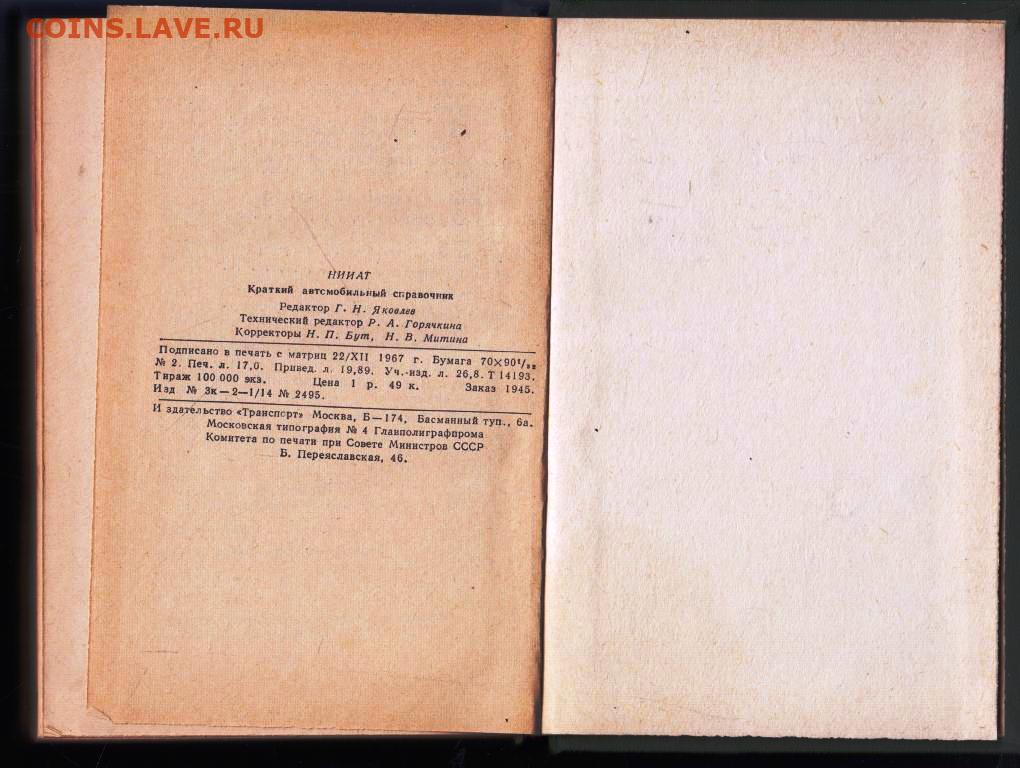 COINS.LAVE.RU
НИИАТ
Краткий автомобильный справочник
Редактор Г. Н. Яковлев
Технический редактор Р. А. Горячкина
Корректоры Н. П. Бут, Н. В. Митина
Подписано в печать с матриц 22/XII 1967 г. Бумага 70×90¹/₃₂
№ 2. Печ. л. 17,0. Привед. л. 19,89. Уч.-изд. л. 26,8. Т 14193.
Тираж 100 000 экз. Цена 1 р. 49 к. Заказ 1945.
Изд № 3к—2—1/14 № 2495.
Издательство «Транспорт» Москва, Б—174, Басманный туп., 6а.
Московская типография № 4 Главполиграфпрома
Комитета по печати при Совете Министров СССР
Б. Переяславская, 46.